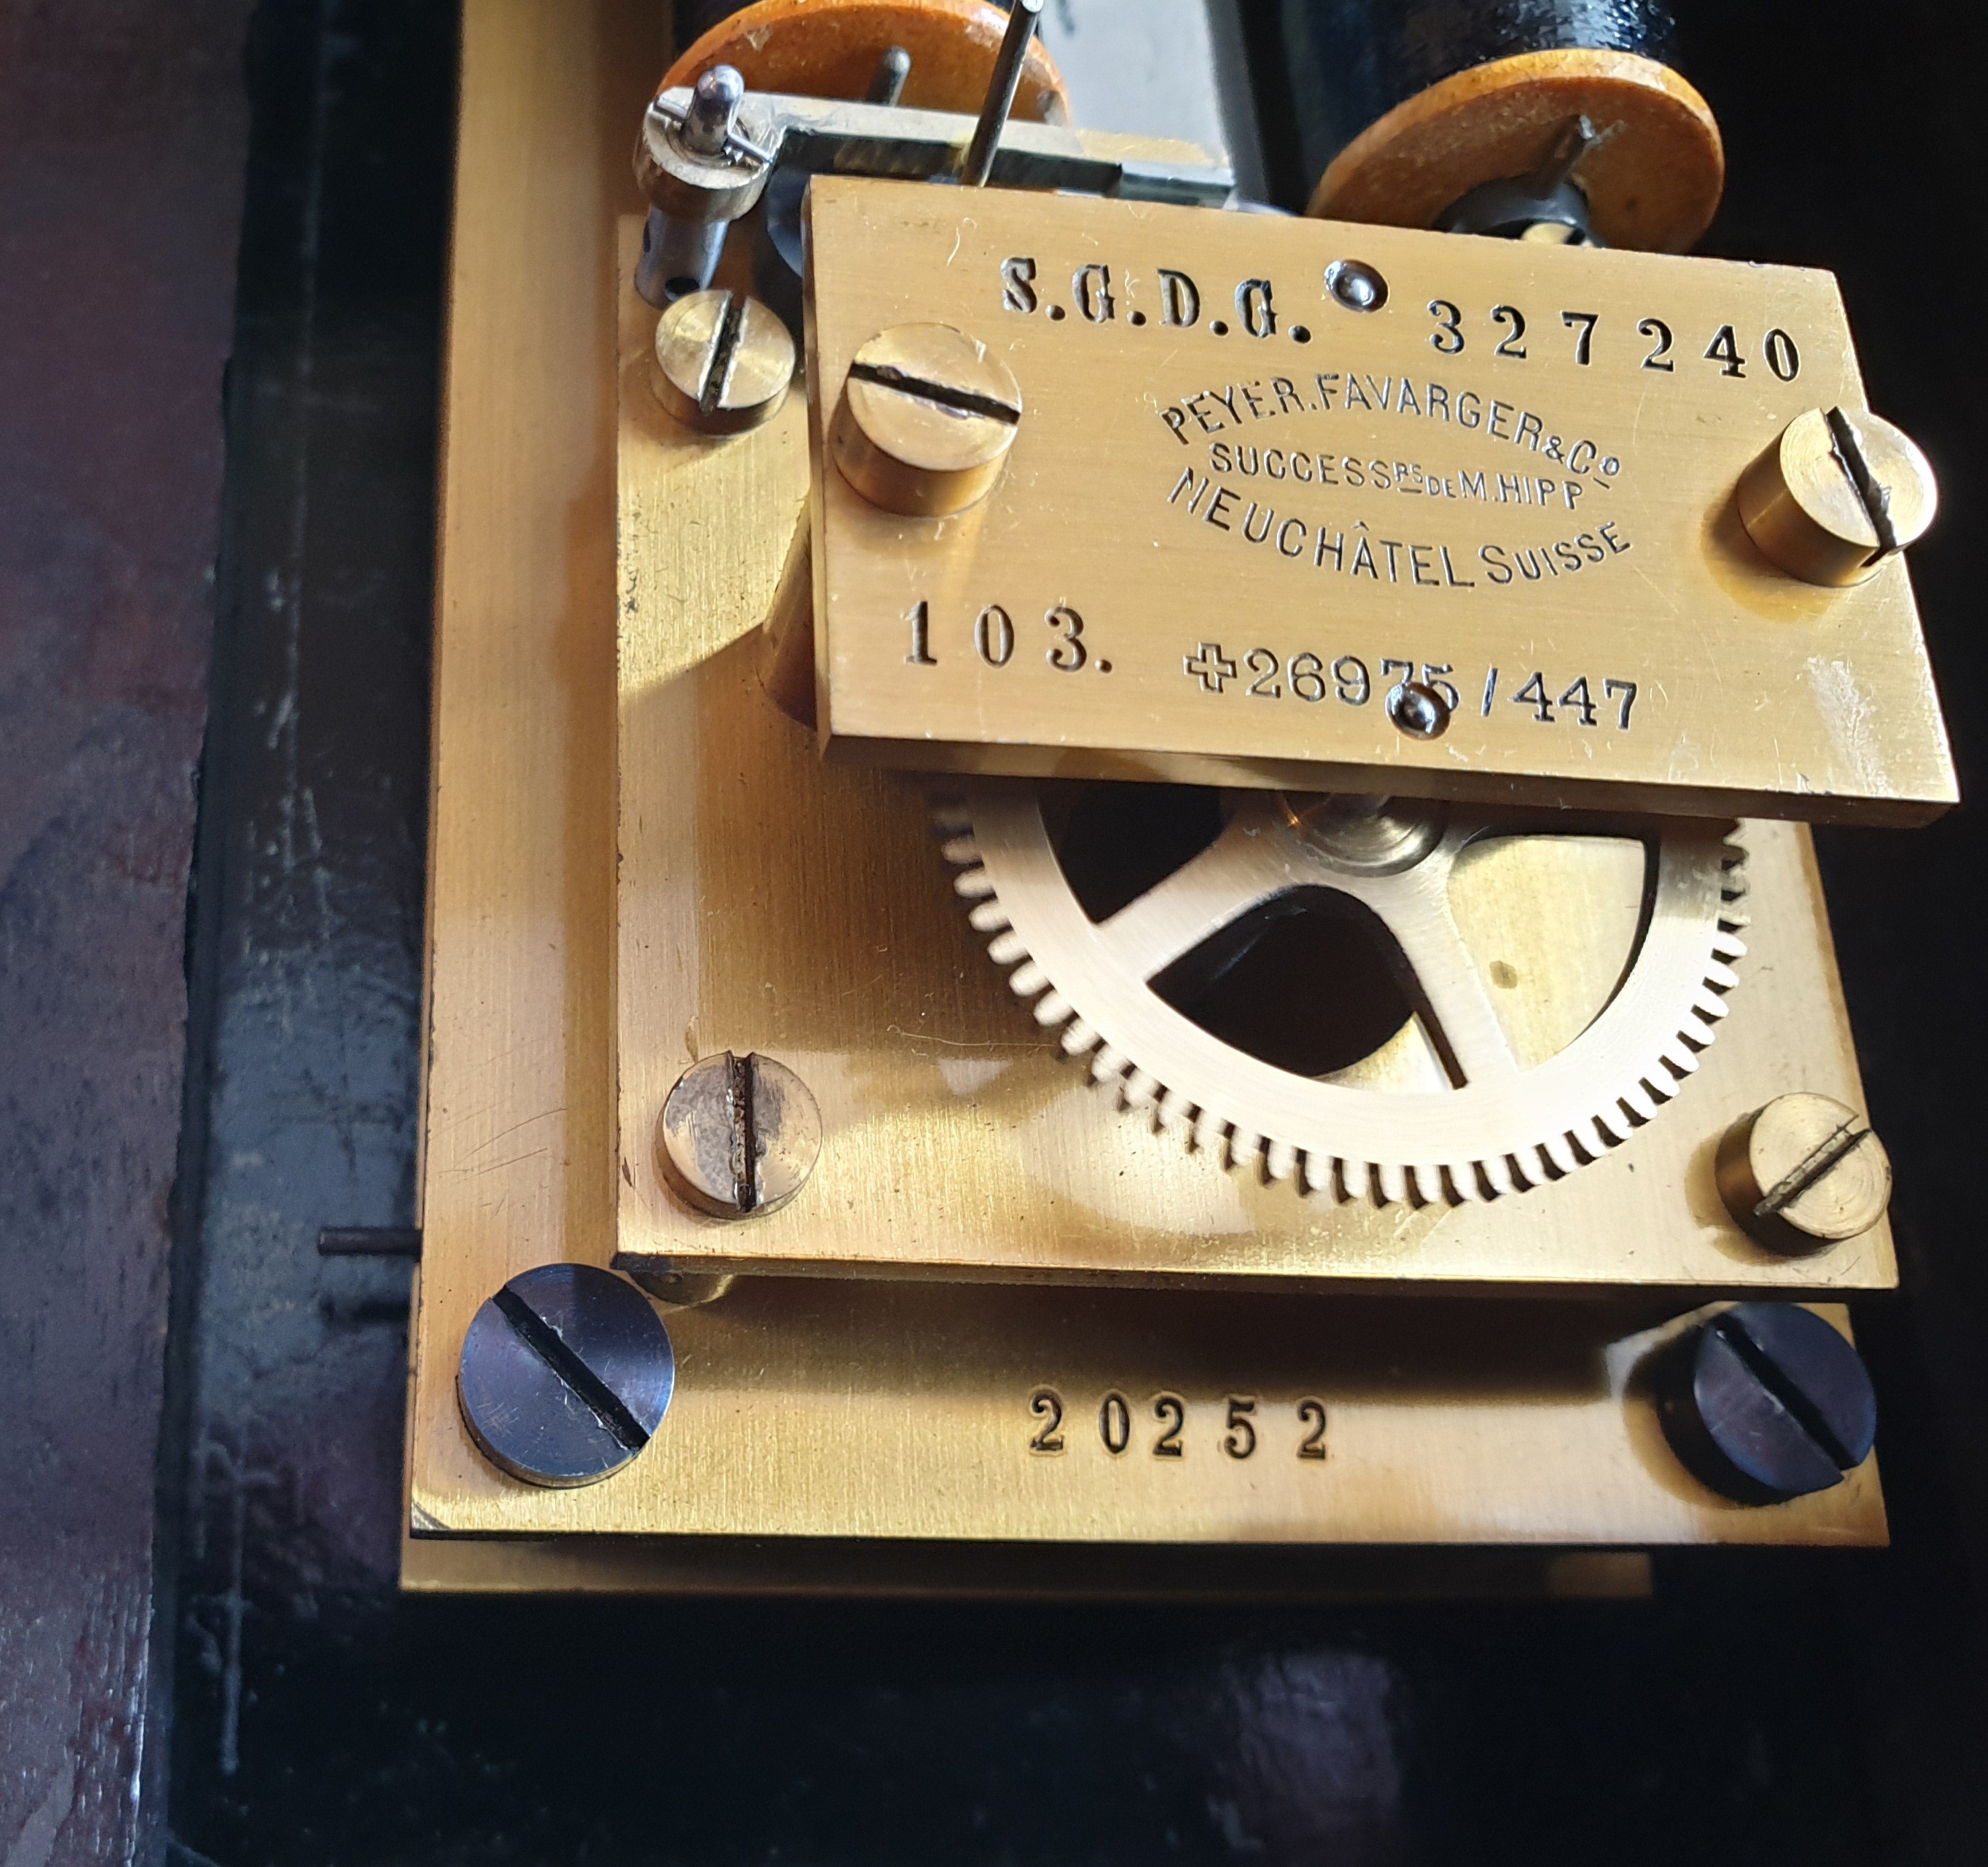 S.G.D.G. 327240
PEYER.FAVARGER & Cº
SUCCESSRS DE M.HIPP
NEUCHÂTEL SUISSE
103. ✚26975/447
20252